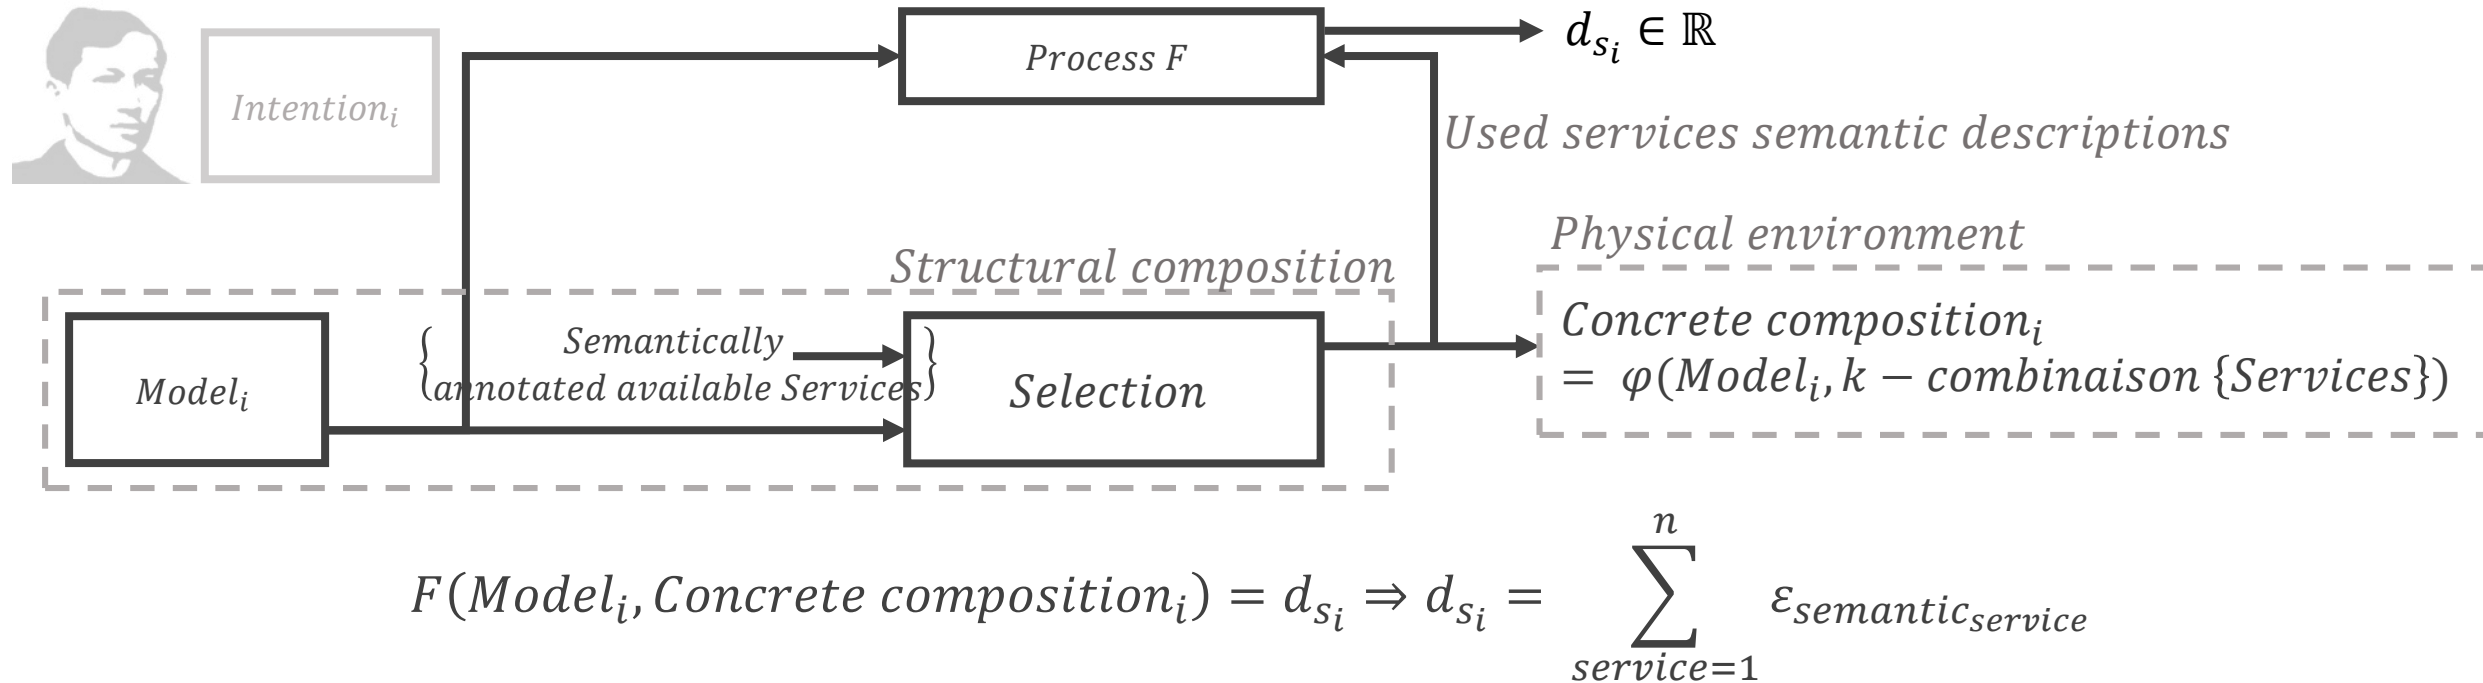 Process F
d_{s_i} ∈ ℝ
Intention_i
Used services semantic descriptions
Physical environment
Structural composition
Concrete composition_i
= φ(Model_i, k − combinaison {Services})
Model_i
{ Semantically
annotated available Services }
Selection
F(Model_i, Concrete composition_i) = d_{s_i} ⇒ d_{s_i} = ∑_{service=1}^{n} ε_{semantic_{service}}